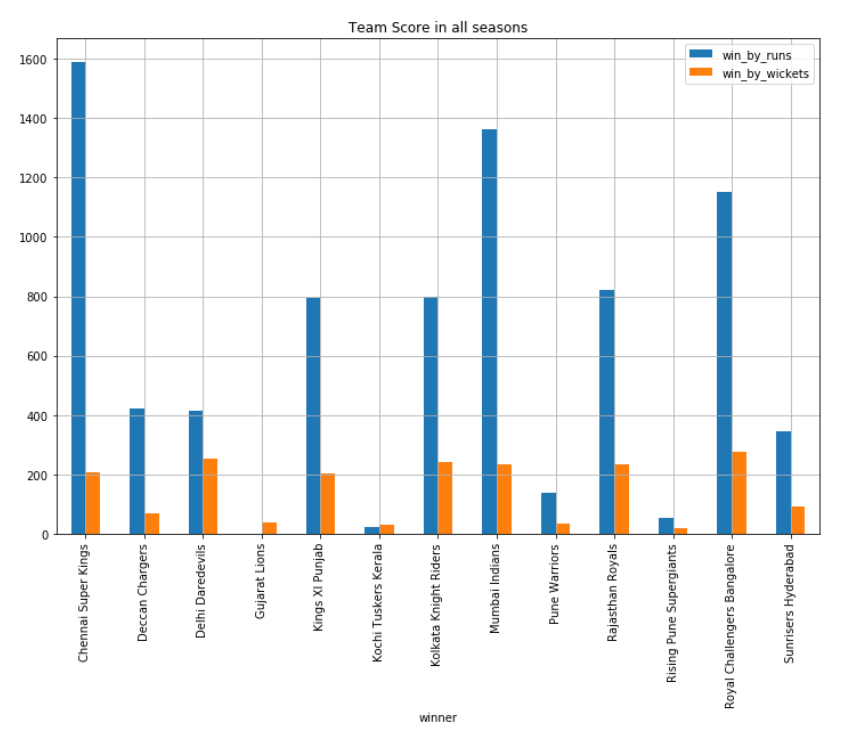 Team Score in all seasons
win_by_runs
win_by_wickets
1600
1400
1200
1000
800
600
400
200
0
Chennai Super Kings
Deccan Chargers
Delhi Daredevils
Gujarat Lions
Kings XI Punjab
Kochi Tuskers Kerala
Kolkata Knight Riders
Mumbai Indians
Pune Warriors
Rajasthan Royals
Rising Pune Supergiants
Royal Challengers Bangalore
Sunrisers Hyderabad
winner